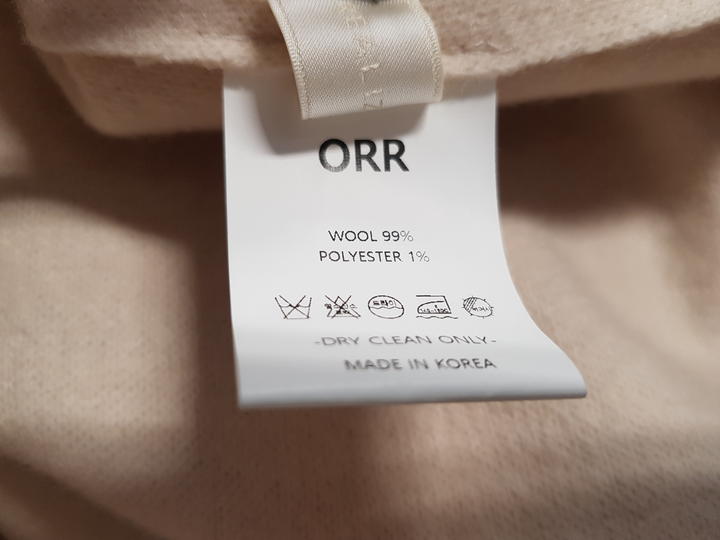 ORR
WOOL 99%
POLYESTER 1%
-DRY CLEAN ONLY-
MADE IN KOREA